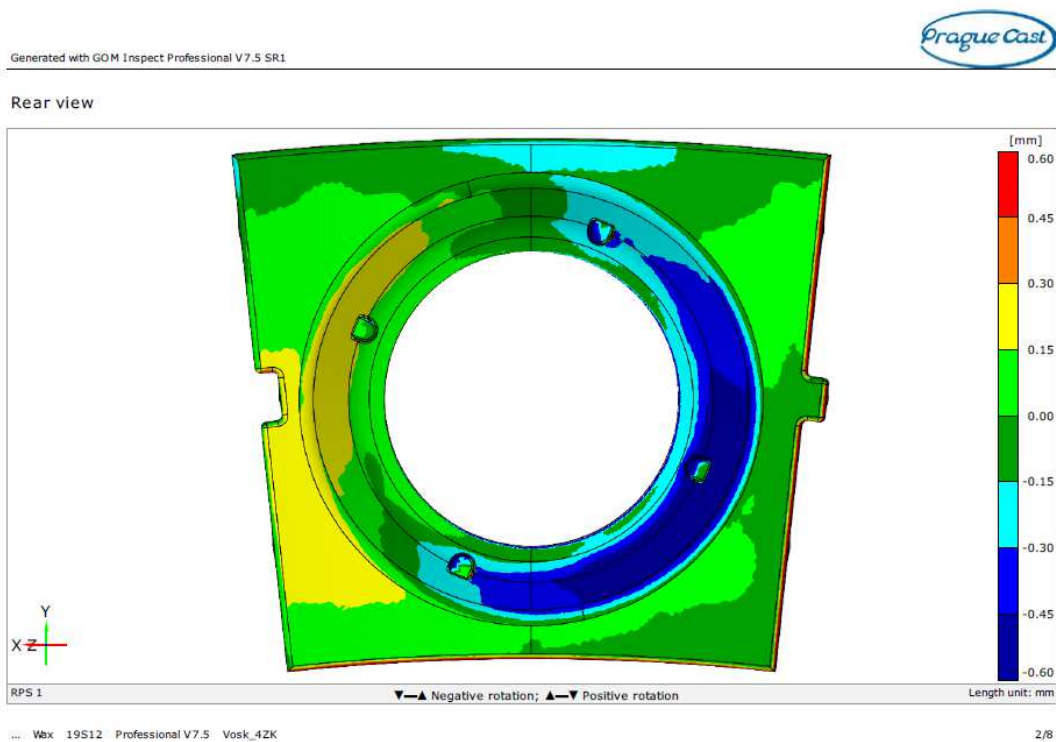 Prague Cast
Generated with GOM Inspect Professional V7.5 SR1
Rear view
[mm]
0.60
0.45
0.30
0.15
0.00
-0.15
-0.30
-0.45
-0.60
Y
X Z
RPS 1
▼—▲ Negative rotation; ▲—▼ Positive rotation
Length unit: mm
... Wax 19S12 Professional V7.5 Vosk_4ZK
2/8